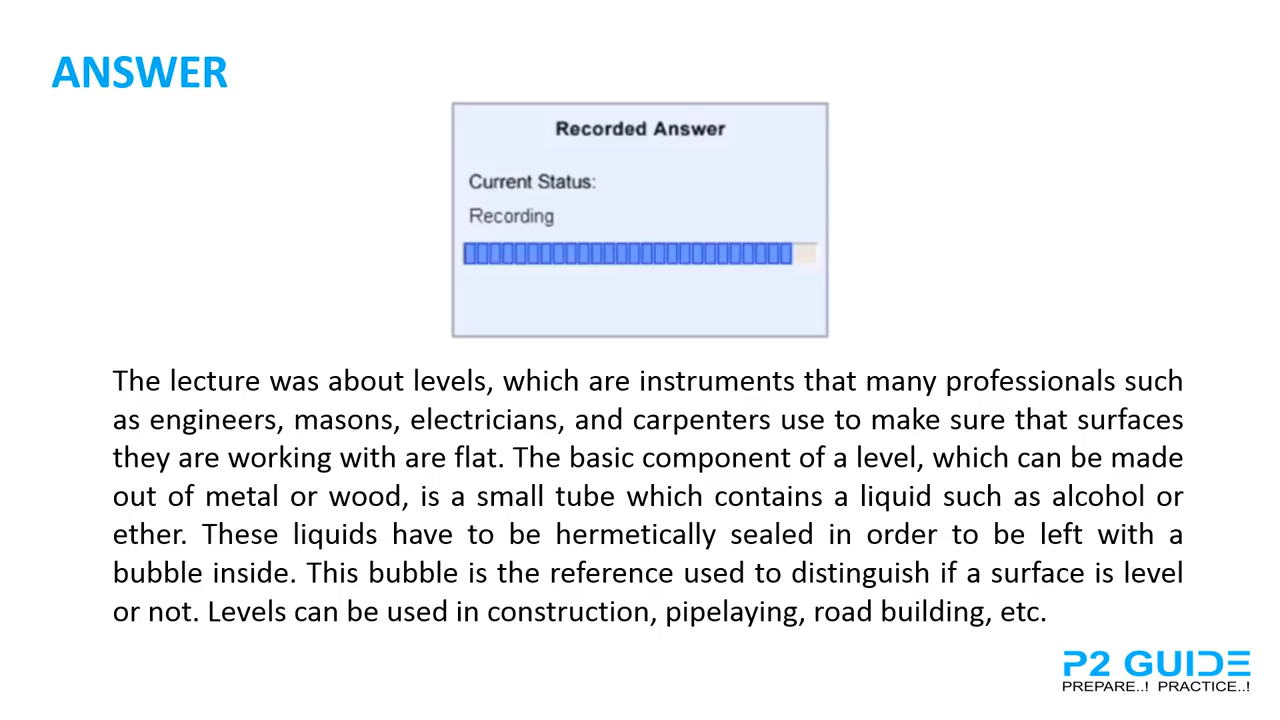 ANSWER
Recorded Answer
Current Status:
Recording
The lecture was about levels, which are instruments that many professionals such
as engineers, masons, electricians, and carpenters use to make sure that surfaces
they are working with are flat. The basic component of a level, which can be made
out of metal or wood, is a small tube which contains a liquid such as alcohol or
ether. These liquids have to be hermetically sealed in order to be left with a
bubble inside. This bubble is the reference used to distinguish if a surface is level
or not. Levels can be used in construction, pipelaying, road building, etc.
P2 GUIDE
PREPARE..! PRACTICE..!